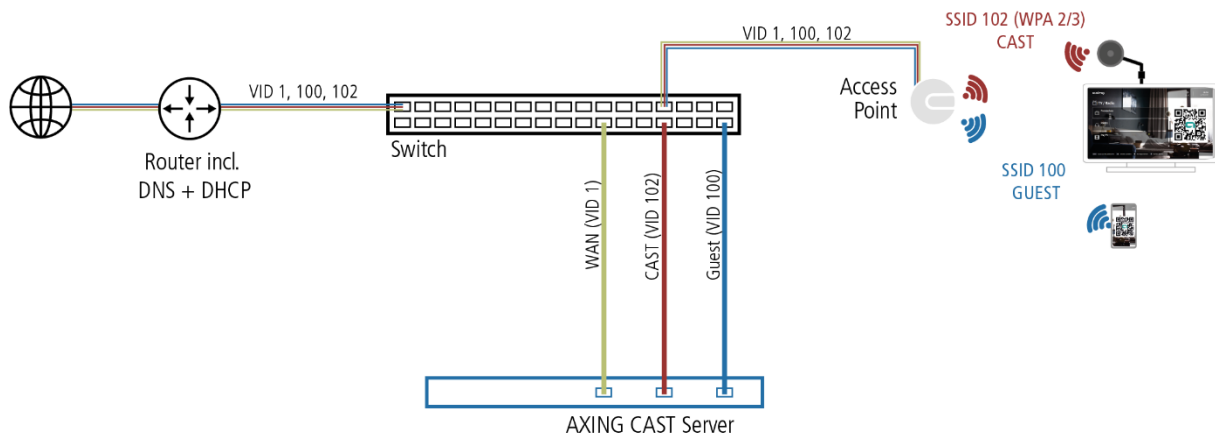 VID 1, 100, 102
VID 1, 100, 102
SSID 102 (WPA 2/3)
CAST
Access
Point
Router incl.
DNS + DHCP
Switch
SSID 100
GUEST
WAN (VID 1)
CAST (VID 102)
Guest (VID 100)
AXING CAST Server